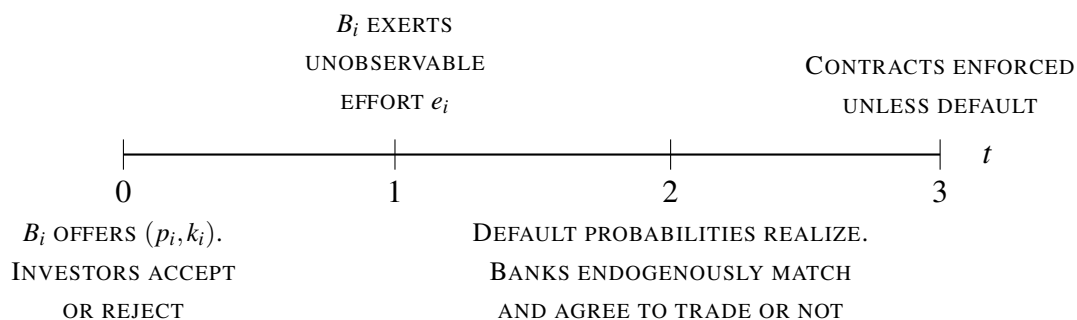 B_i EXERTS
UNOBSERVABLE
EFFORT e_i
CONTRACTS ENFORCED
UNLESS DEFAULT
t
0
1
2
3
B_i OFFERS (p_i, k_i).
INVESTORS ACCEPT
OR REJECT
DEFAULT PROBABILITIES REALIZE.
BANKS ENDOGENOUSLY MATCH
AND AGREE TO TRADE OR NOT